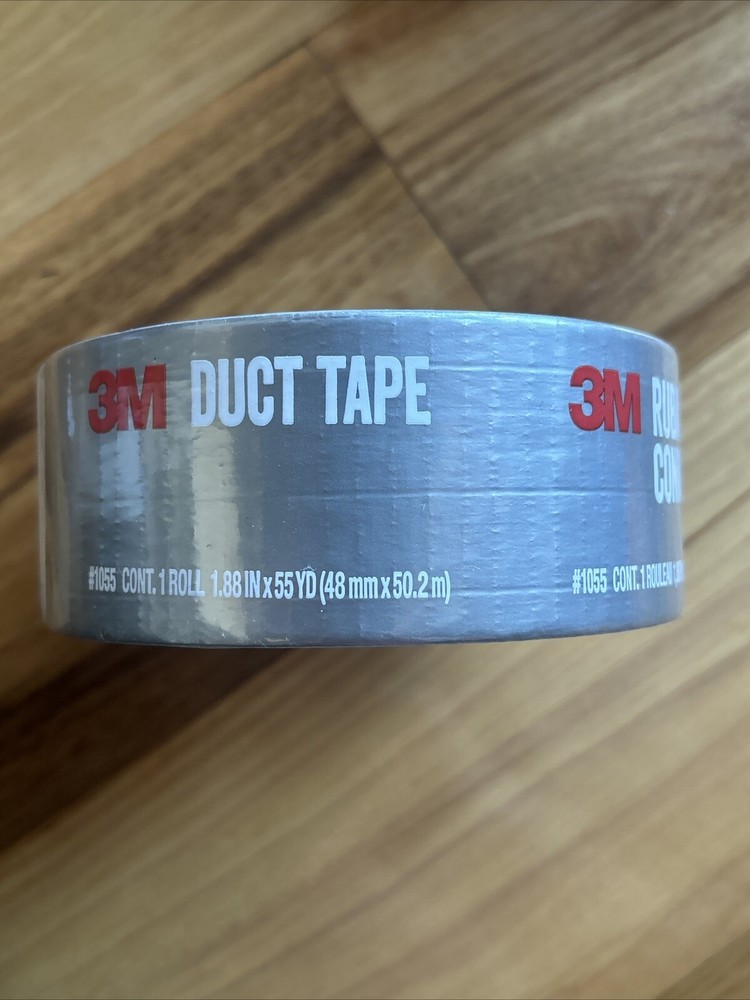 3M DUCT TAPE
#1055 CONT. 1 ROLL 1.88 IN x 55 YD (48 mm x 50.2 m)
3M
#1055 CONT. 1 ROULEAU